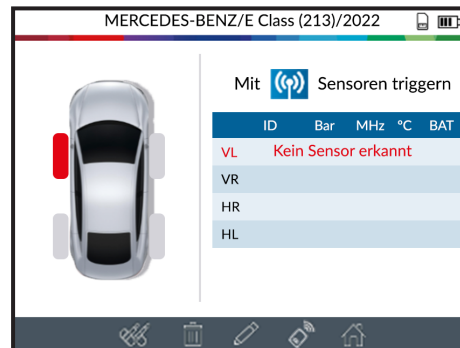 MERCEDES-BENZ/E Class (213)/2022
Mit Sensoren triggern
ID Bar MHz ºC BAT
VL Kein Sensor erkannt
VR
HR
HL